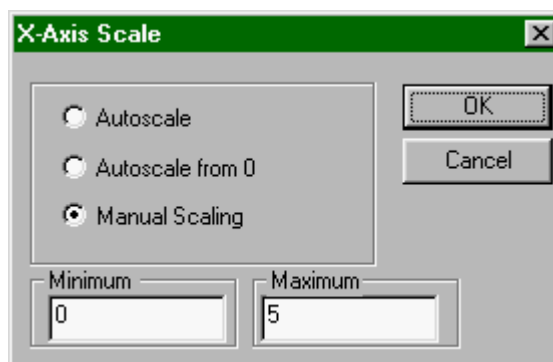 X-Axis Scale
Autoscale
Autoscale from 0
Manual Scaling
OK
Cancel
Minimum
0
Maximum
5